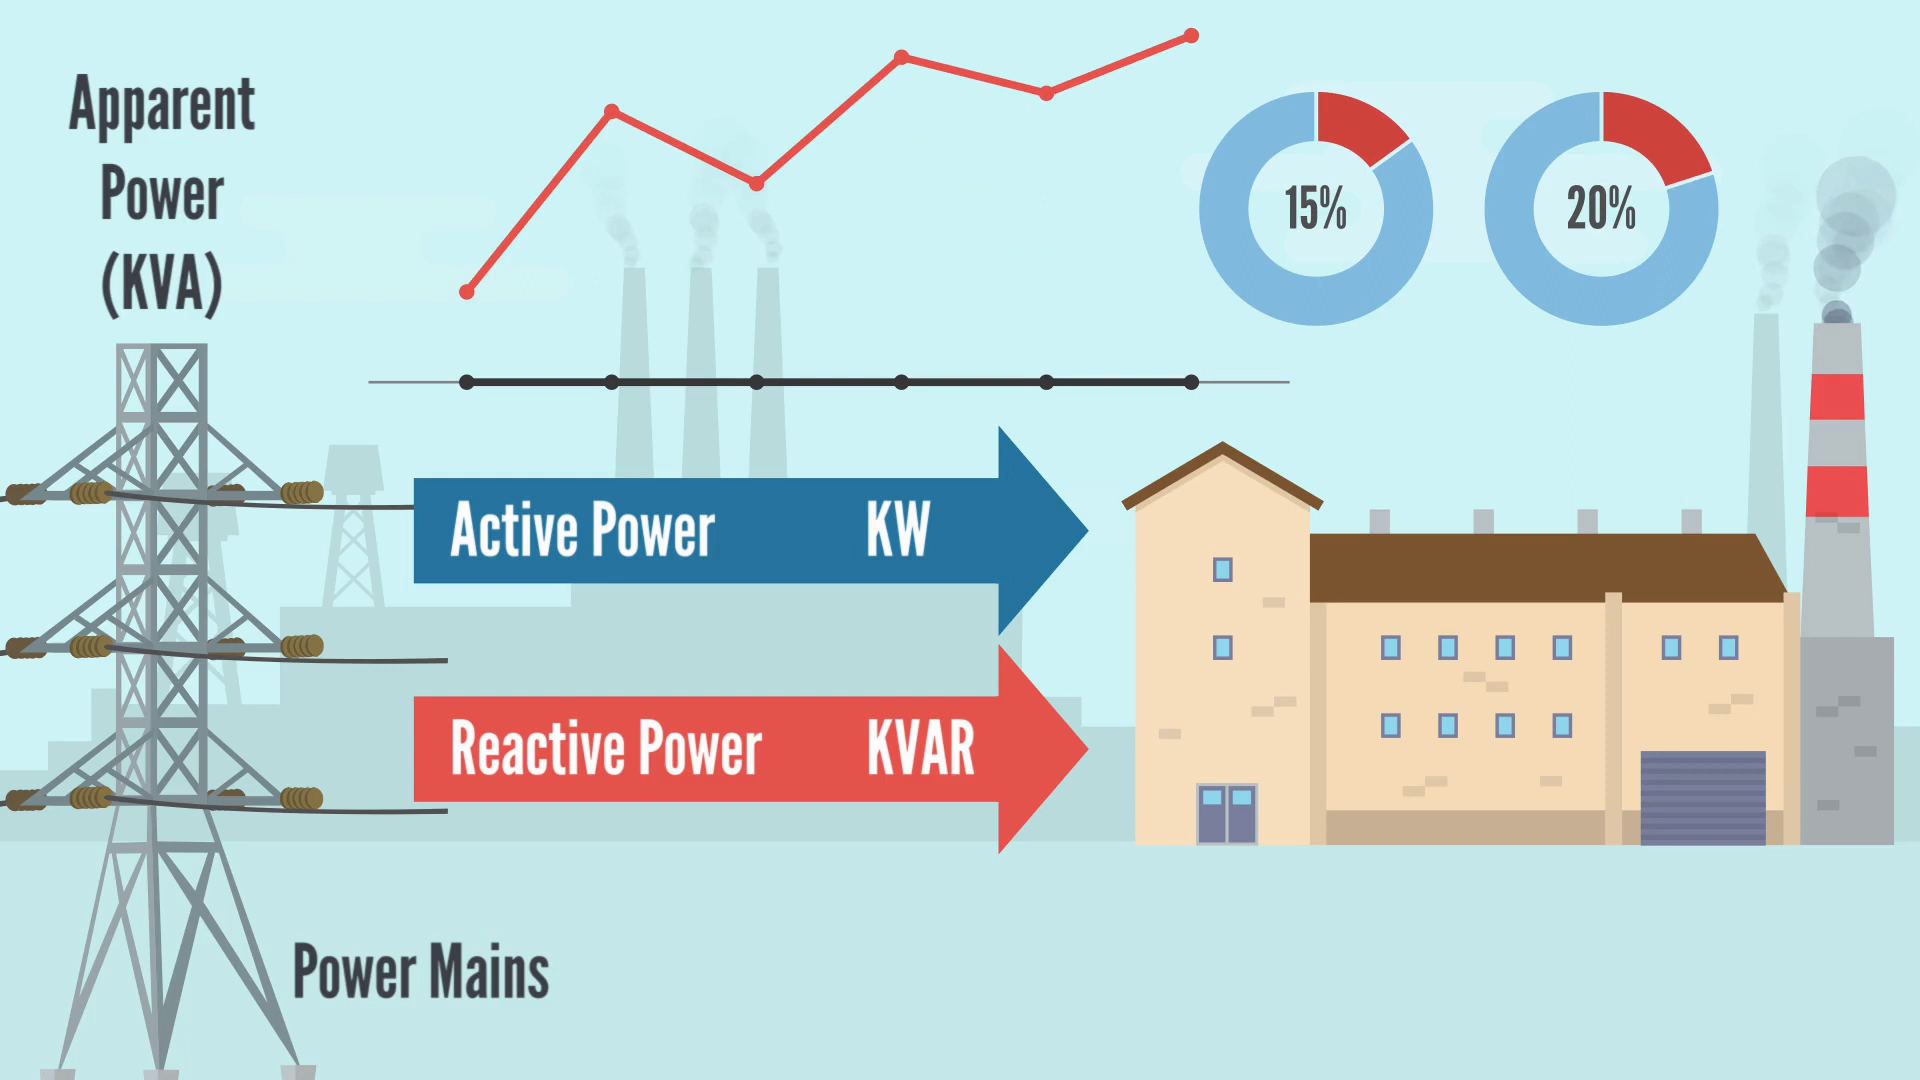 Apparent
Power
(KVA)
15%
20%
Active Power KW
Reactive Power KVAR
Power Mains